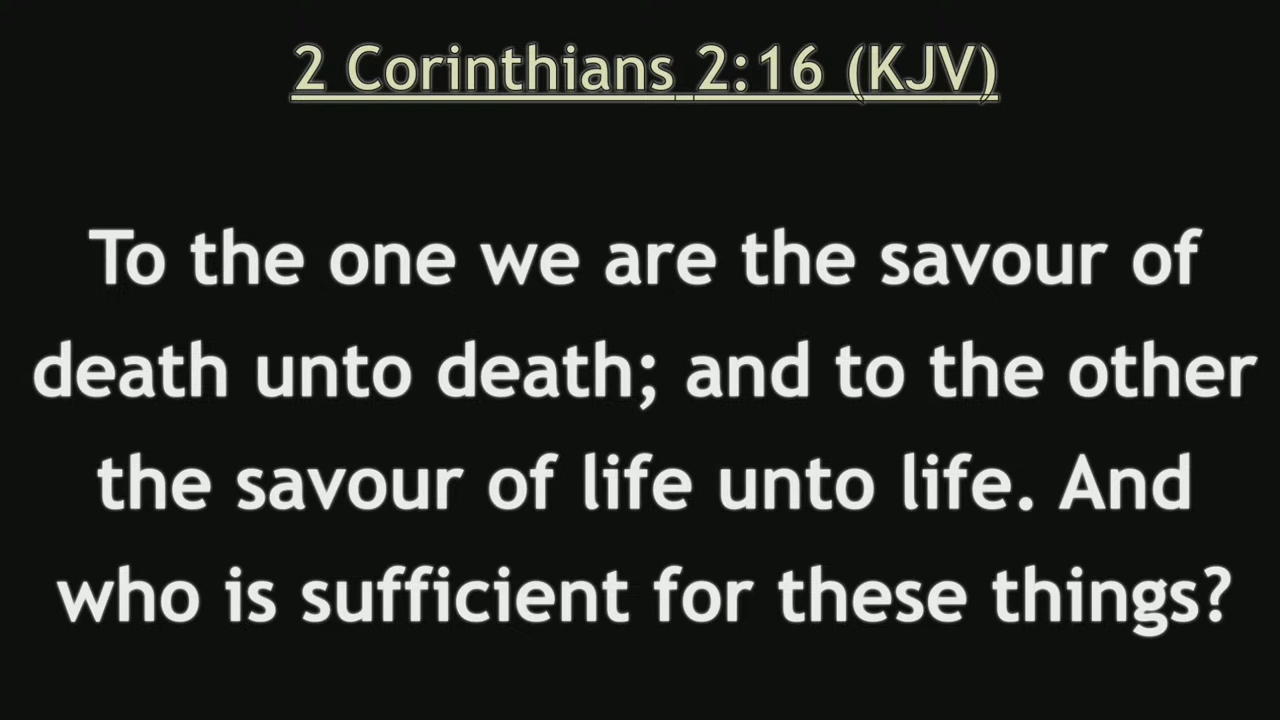 2 Corinthians 2:16 (KJV)
To the one we are the savour of
death unto death; and to the other
the savour of life unto life. And
who is sufficient for these things?